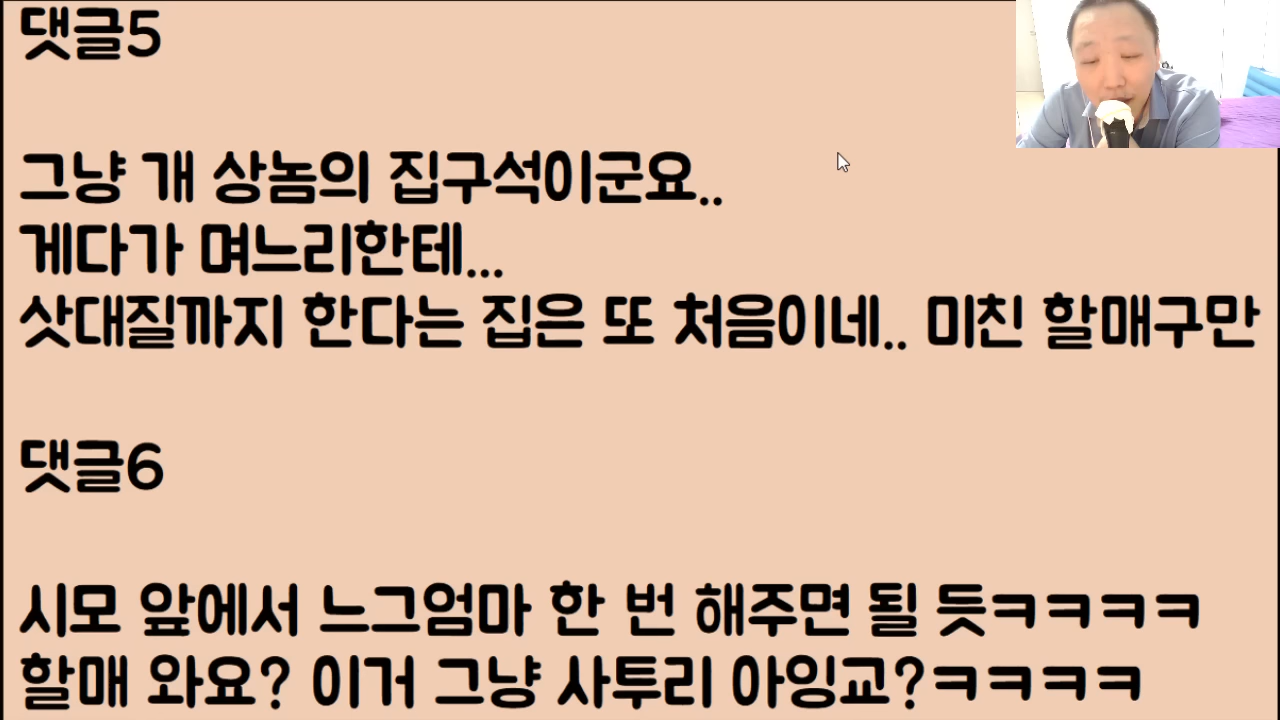 댓글5
그냥 개 상놈의 집구석이군요..
게다가 며느리한테...
삿대질까지 한다는 집은 또 처음이네.. 미친 할매구만
댓글6
시모 앞에서 느그엄마 한 번 해주면 될 듯ㅋㅋㅋㅋ
할매 와요? 이거 그냥 사투리 아잉교?ㅋㅋㅋㅋ